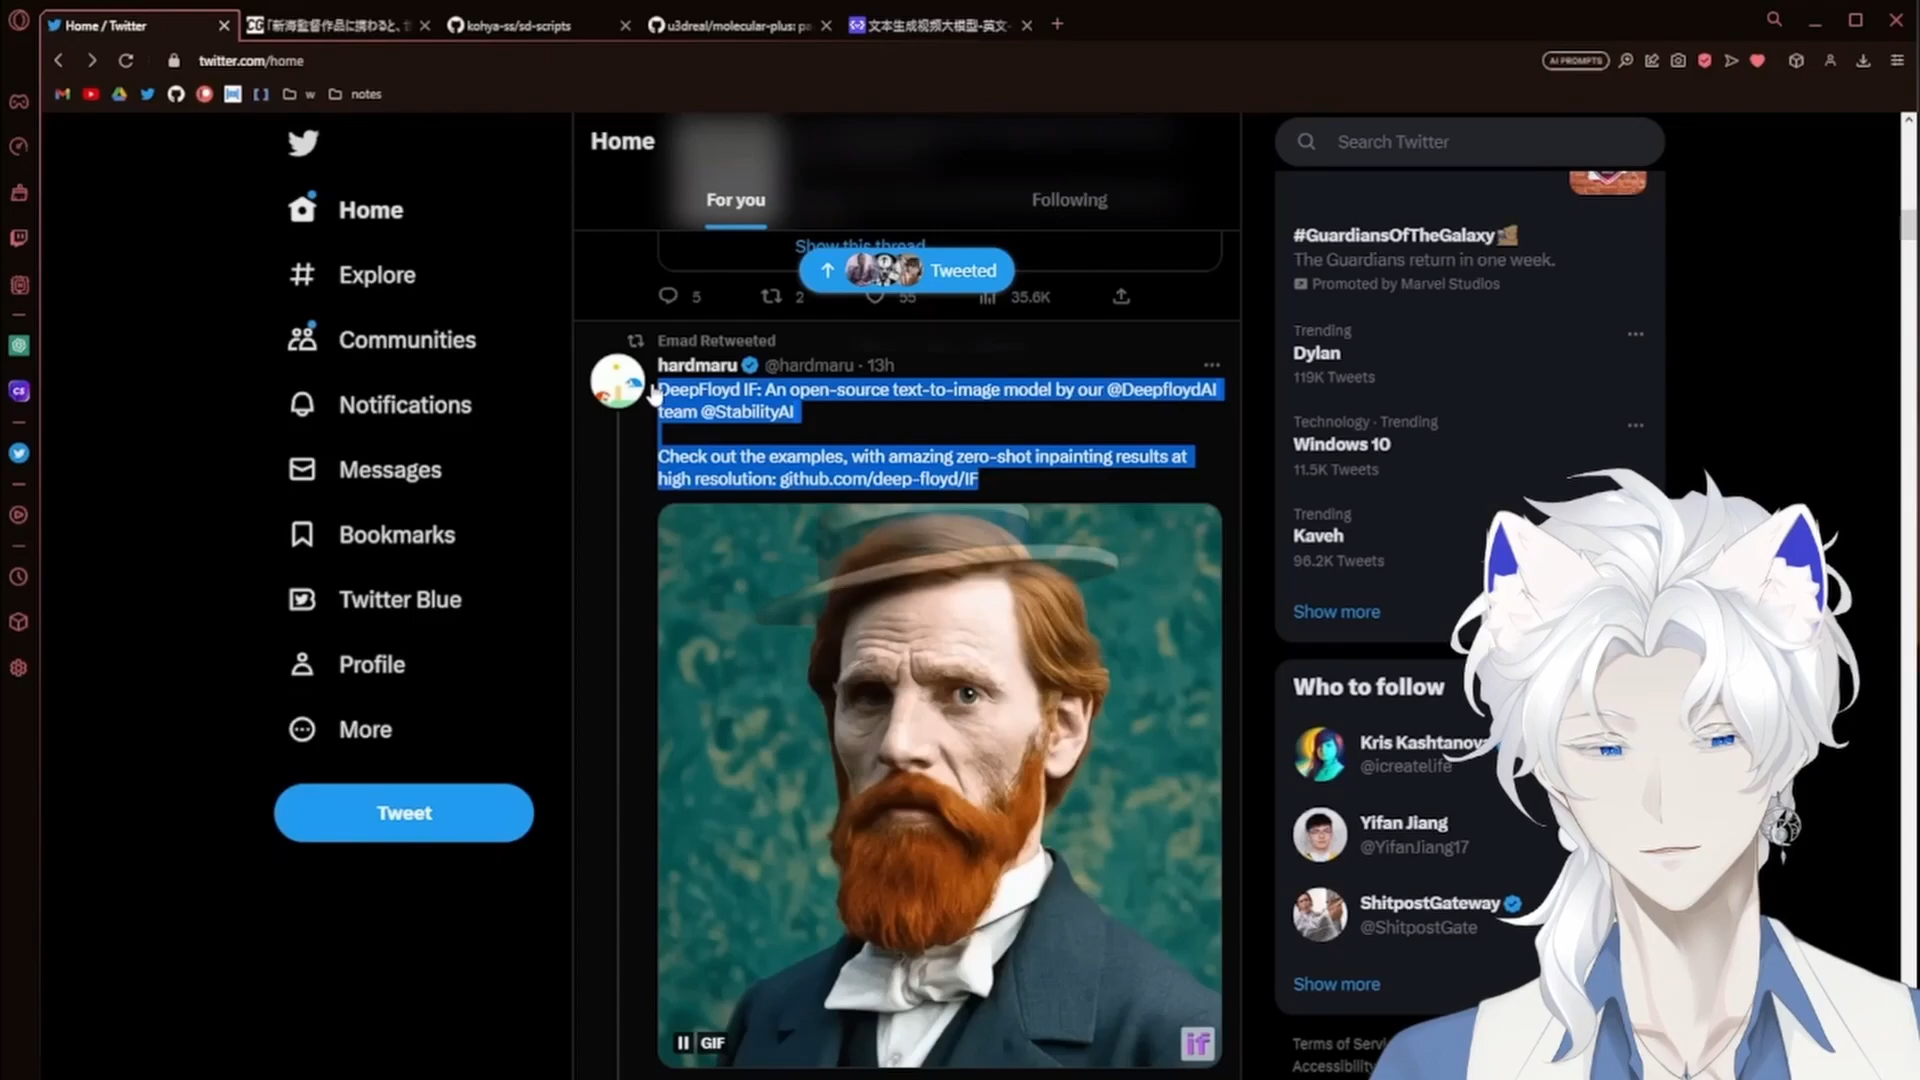 Home / Twitter
「新海監督作品に携わると、
kohya-ss/sd-scripts
u3dreal/molecular-plus: pa
文本生成视频大模型-英文-
twitter.com/home
AI PROMPTS
w
notes
Home
For you
Following
Show this thread
Tweeted
5
2
55
35.6K
Home
Explore
Communities
Notifications
Messages
Bookmarks
Twitter Blue
Profile
More
Tweet
Emad Retweeted
hardmaru @hardmaru · 13h
DeepFloyd IF: An open-source text-to-image model by our @DeepfloydAI
team @StabilityAI
Check out the examples, with amazing zero-shot inpainting results at
high resolution: github.com/deep-floyd/IF
GIF
if
Search Twitter
#GuardiansOfTheGalaxy
The Guardians return in one week.
Promoted by Marvel Studios
Trending
Dylan
119K Tweets
Technology · Trending
Windows 10
11.5K Tweets
Trending
Kaveh
96.2K Tweets
Show more
Who to follow
Kris Kashtanova
@icreatelife
Yifan Jiang
@YifanJiang17
ShitpostGateway
@ShitpostGate
Show more
Terms of Servi
Accessibility